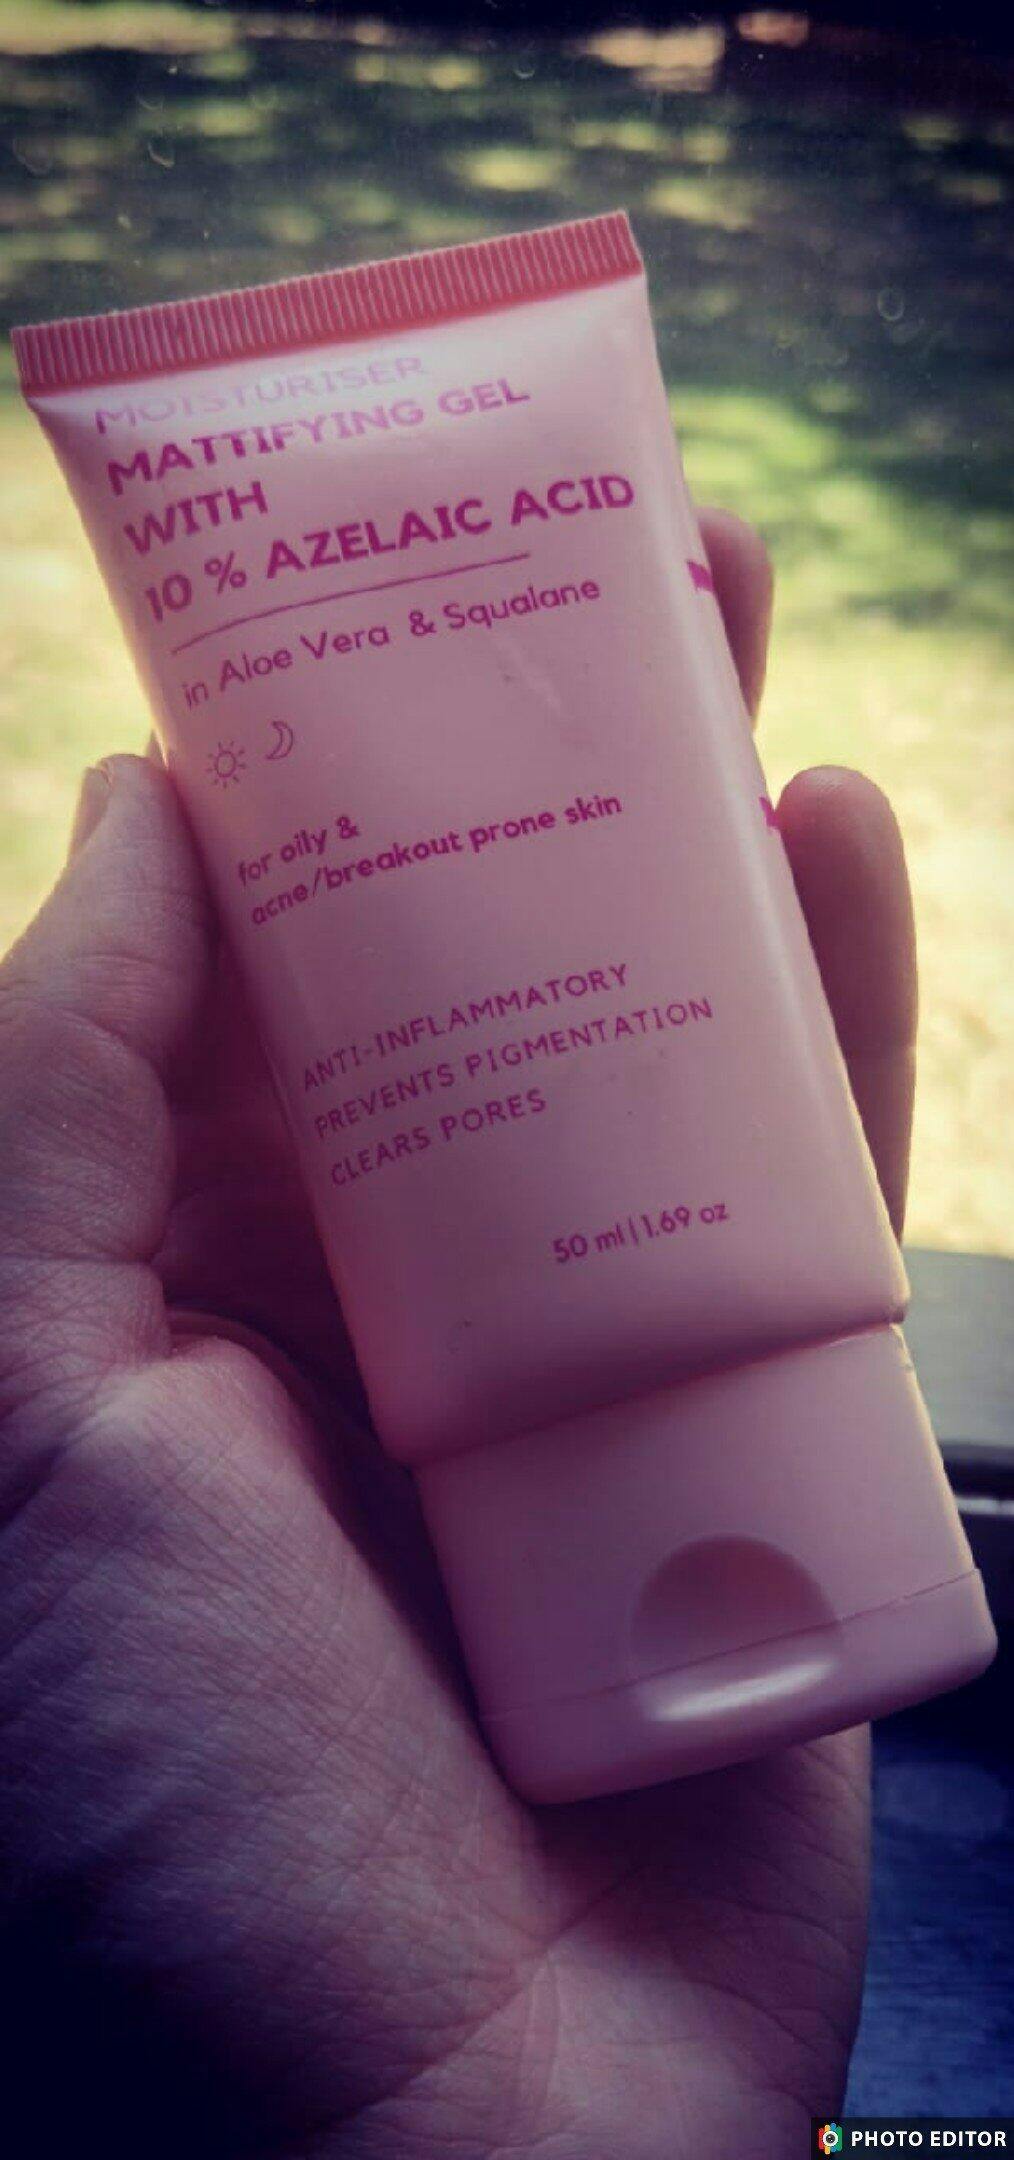 MOISTURISER
MATTIFYING GEL
WITH
10 % AZELAIC ACID
in Aloe Vera & Squalane
for oily &
acne/breakout prone skin
ANTI-INFLAMMATORY
PREVENTS PIGMENTATION
CLEARS PORES
50 ml|1.69 oz
PHOTO EDITOR